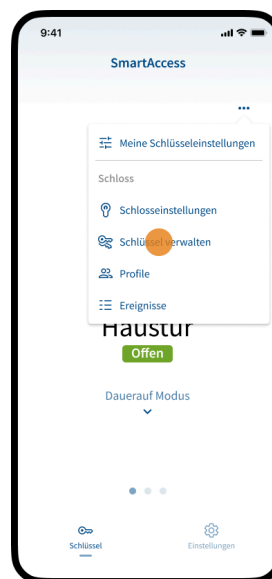 9:41
SmartAccess
Meine Schlüsseleinstellungen
Schloss
Schlosseinstellungen
Schlüssel verwalten
Profile
Ereignisse
Haustür
Offen
Dauerauf Modus
Schlüssel
Einstellungen